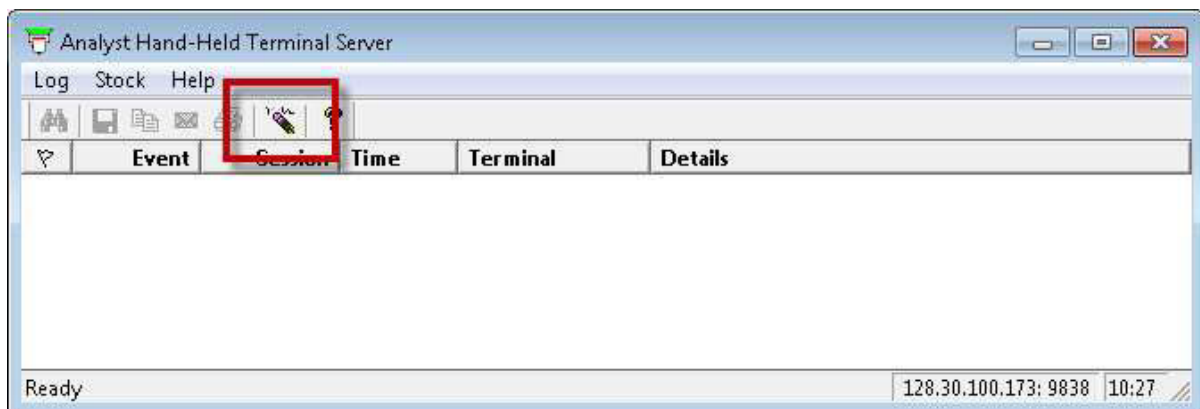 Analyst Hand-Held Terminal Server
Log Stock Help
?
Event Session Time Terminal Details
Ready 128.30.100.173: 9838 10:27